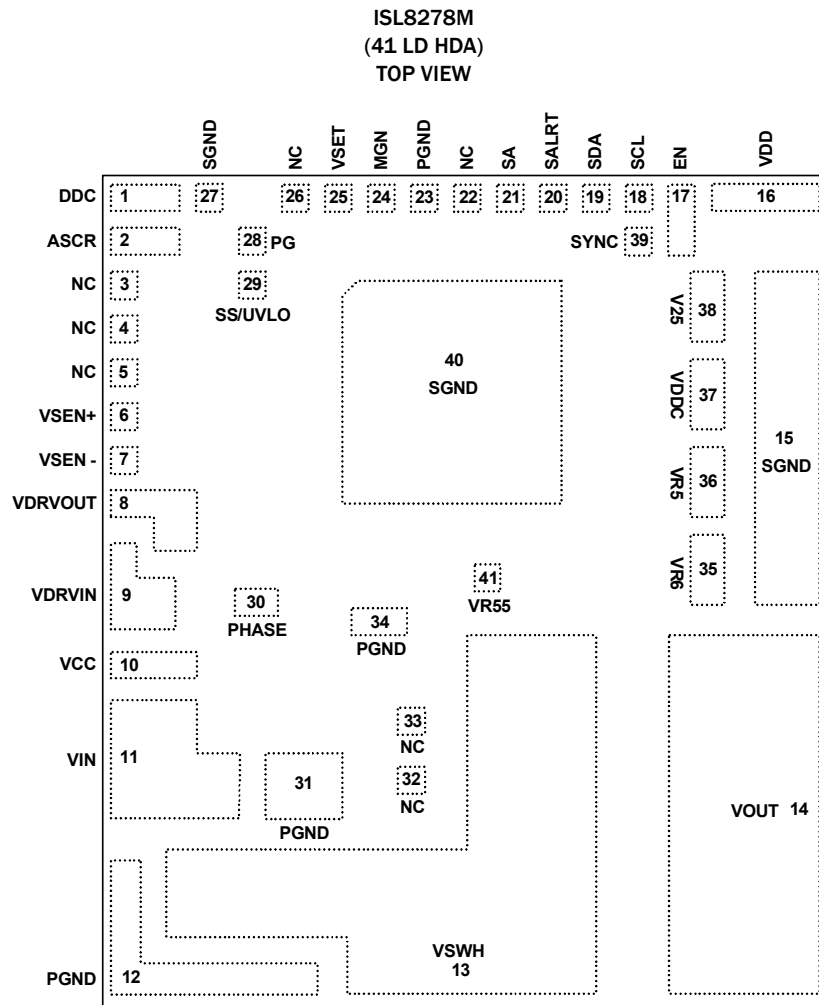 ISL8278M
(41 LD HDA)
TOP VIEW
SGND
NC
VSET
MGN
PGND
NC
SA
SALRT
SDA
SCL
EN
VDD
DDC 1 27 26 25 24 23 22 21 20 19 18 17 16
ASCR 2 28 PG SYNC 39
NC 3 29
SS/UVLO
V25 38
NC 4
40
SGND
NC 5
VDDC 37
VSEN+ 6
15
SGND
VSEN - 7
VR5 36
VDRVOUT 8
VR6 35
41
VR55
VDRVIN 9
30
PHASE
34
PGND
VCC 10
33
NC
VIN 11
31
PGND
32
NC
VOUT 14
VSWH
13
PGND 12